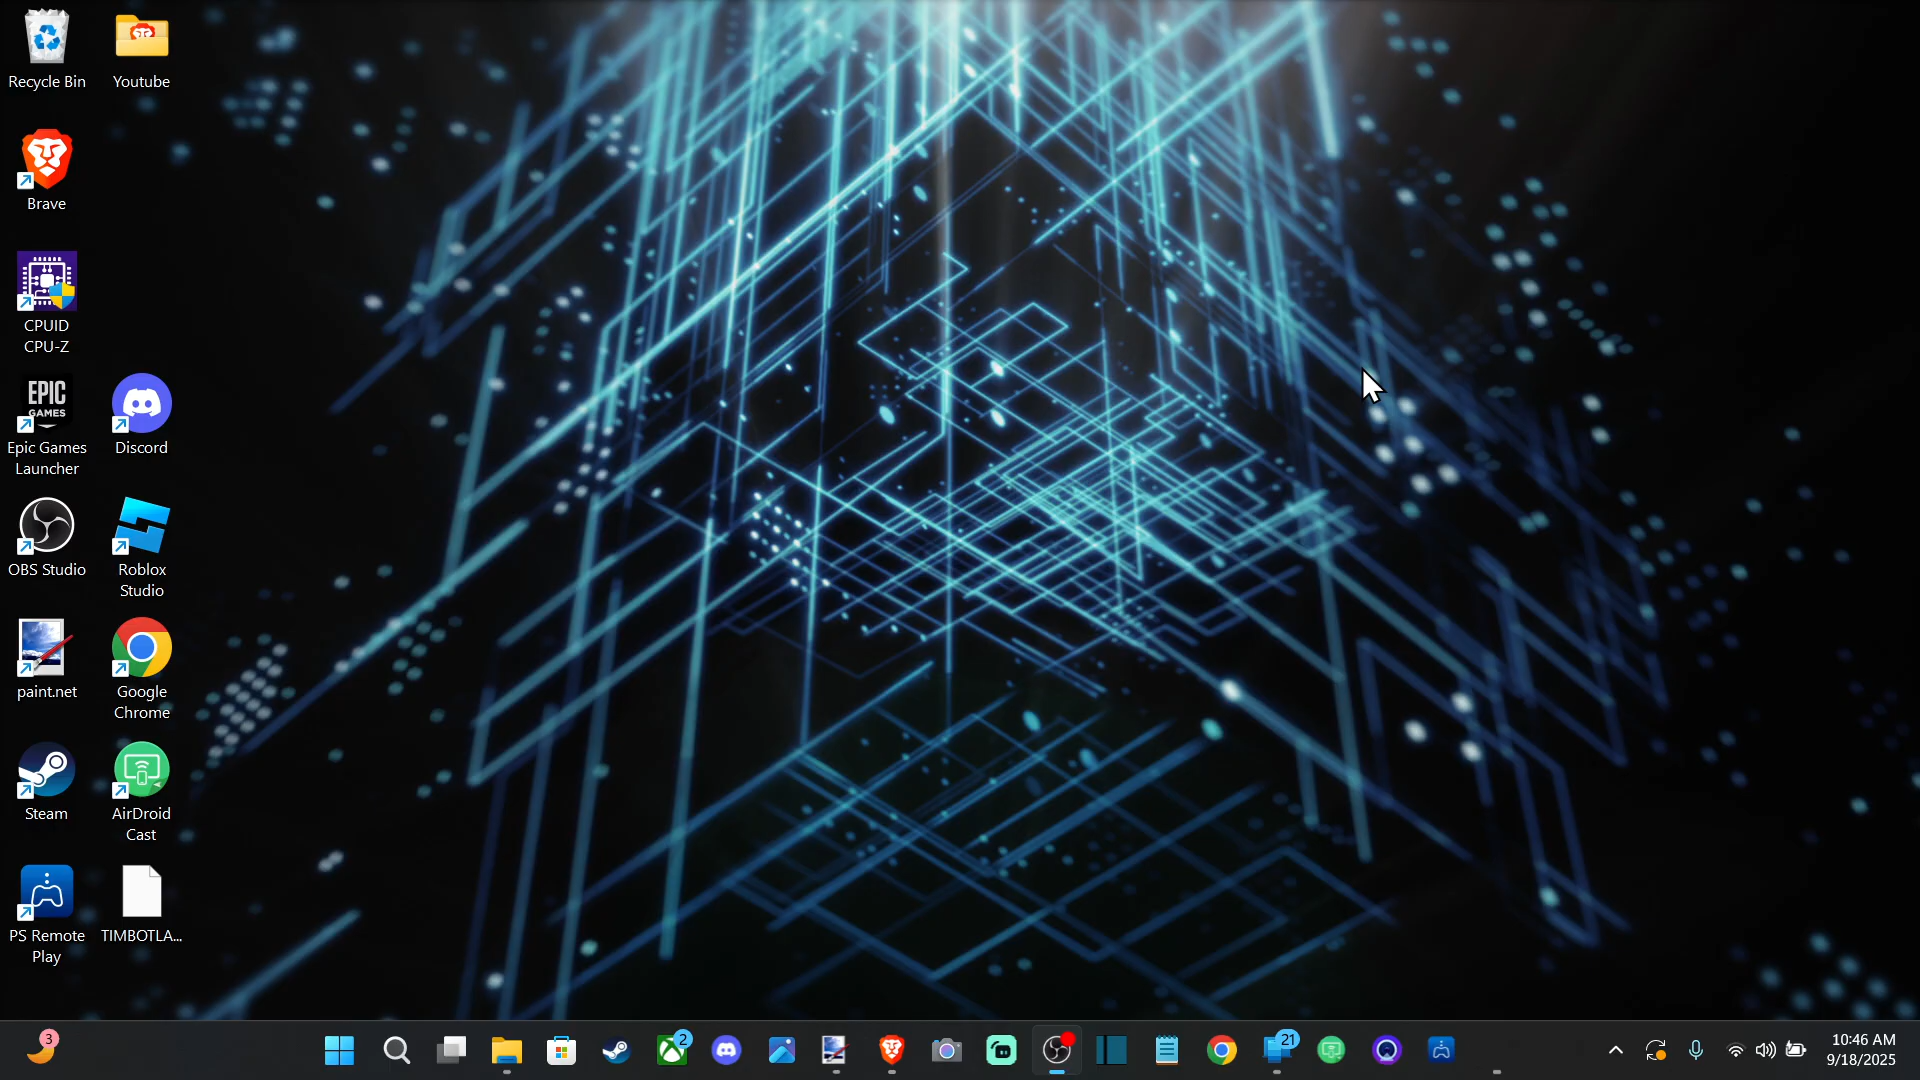 Recycle Bin
Youtube
Brave
CPUID
CPU-Z
EPIC
GAMES
Epic Games
Launcher
Discord
OBS Studio
Roblox
Studio
paint.net
Google
Chrome
Steam
AirDroid
Cast
PS Remote
Play
TIMBOTLA...
3
2
21
10:46 AM
9/18/2025